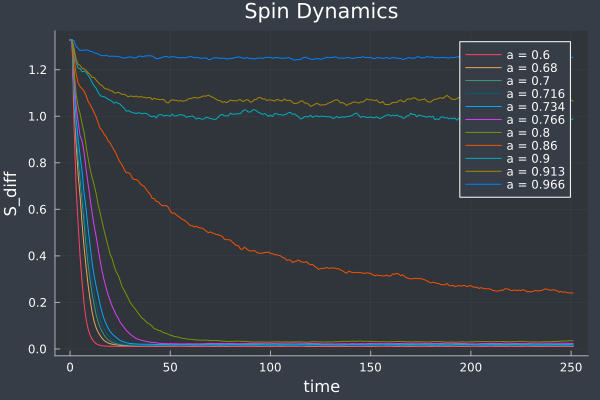 Spin Dynamics
S_diff
1.2
1.0
0.8
0.6
0.4
0.2
0.0
a = 0.6
a = 0.68
a = 0.7
a = 0.716
a = 0.734
a = 0.766
a = 0.8
a = 0.86
a = 0.9
a = 0.913
a = 0.966
0 50 100 150 200 250
time